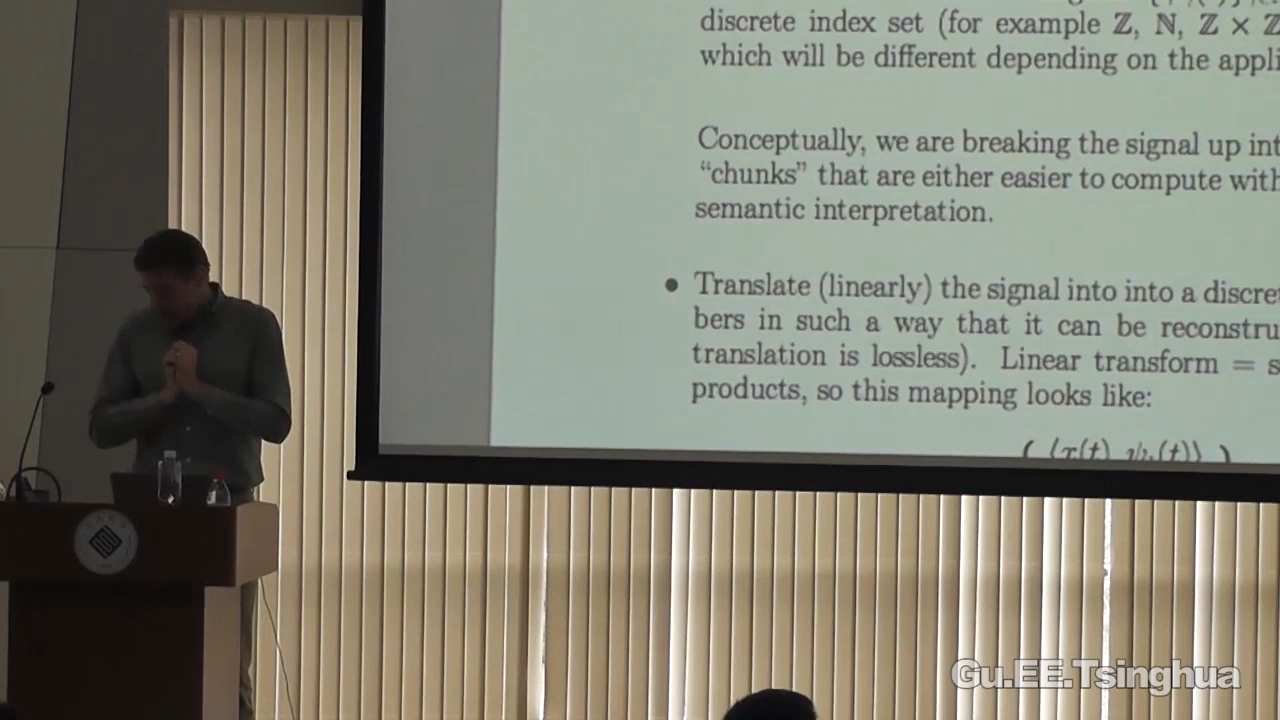 discrete index set (for example ℤ, ℕ, ℤ × ℤ
which will be different depending on the appli
Conceptually, we are breaking the signal up int
“chunks” that are either easier to compute with
semantic interpretation.
• Translate (linearly) the signal into into a discre
bers in such a way that it can be reconstru
translation is lossless). Linear transform = s
products, so this mapping looks like:
Gu.EE.Tsinghua